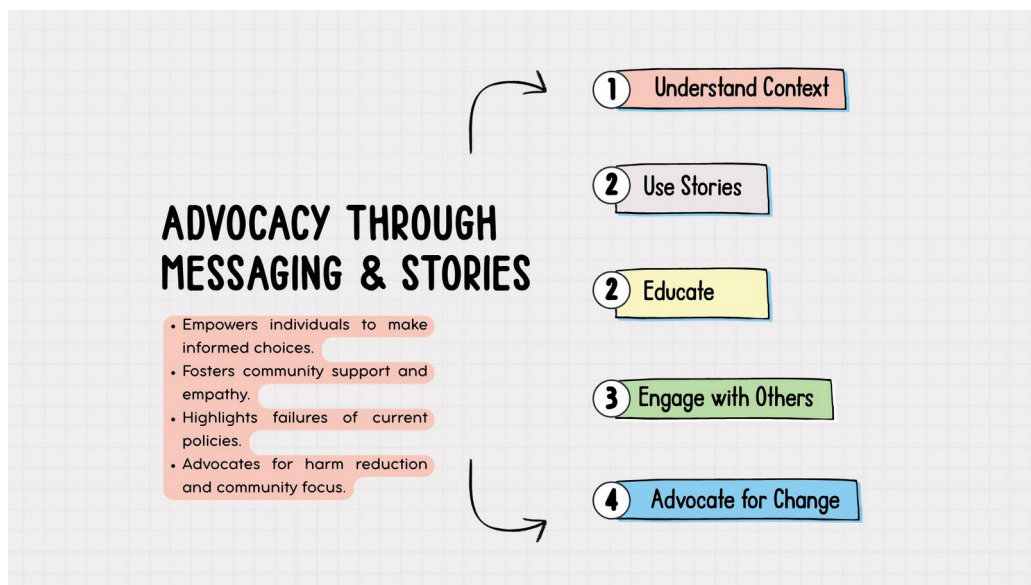 ADVOCACY THROUGH
MESSAGING & STORIES
• Empowers individuals to make
informed choices.
• Fosters community support and
empathy.
• Highlights failures of current
policies.
• Advocates for harm reduction
and community focus.
1 Understand Context
2 Use Stories
2 Educate
3 Engage with Others
4 Advocate for Change